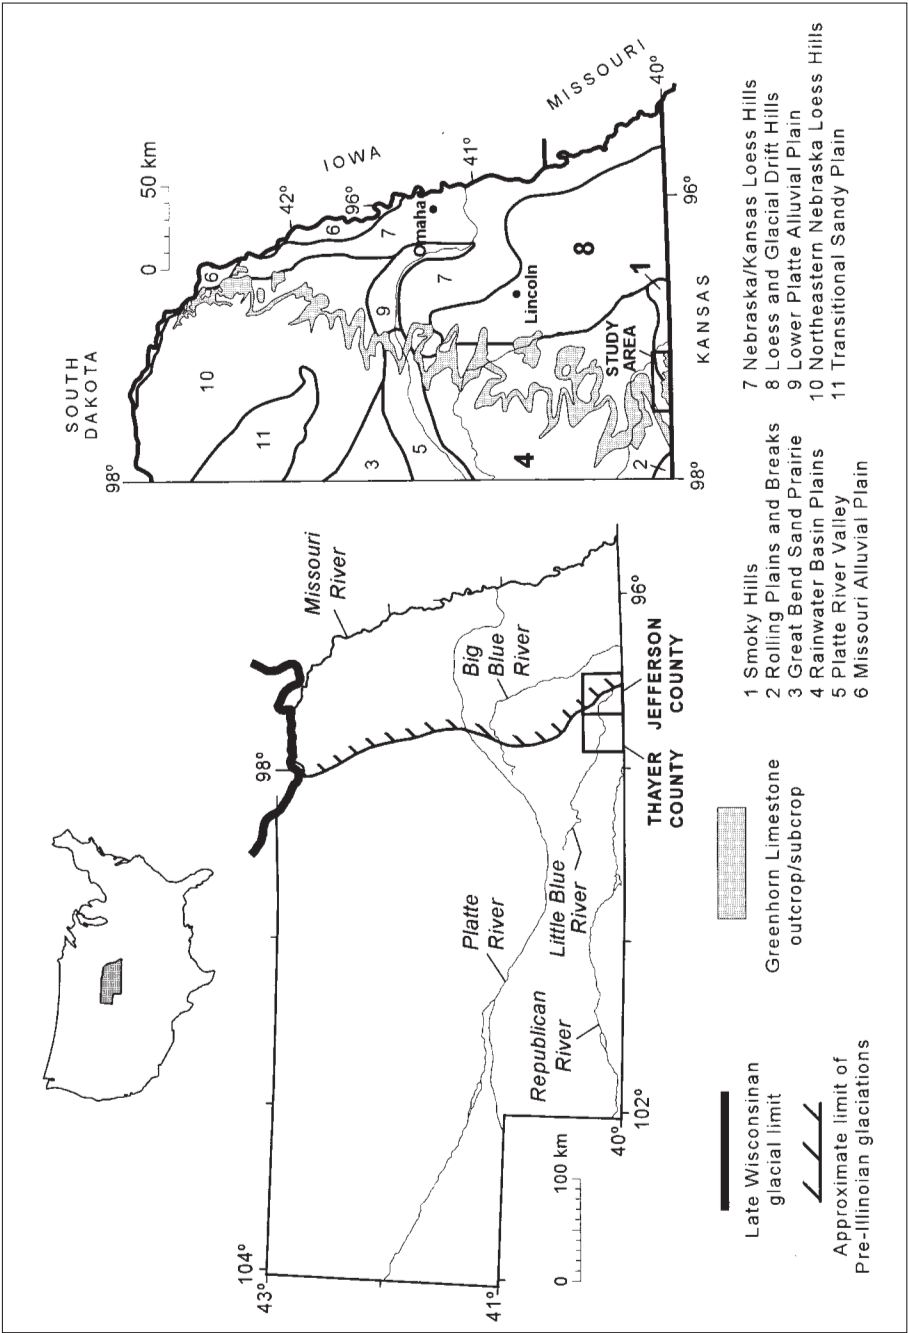 104°
43°
98°
41°
40°
102°
96°
0
100 km
Missouri
River
Platte
River
Big
Blue
River
Little Blue
River
Republican
River
THAYER
COUNTY
JEFFERSON
COUNTY
SOUTH
DAKOTA
98°
0
50 km
IOWA
MISSOURI
KANSAS
42°
96°
41°
40°
96°
98°
6
6
7
10
11
3
5
9
7
4
8
1
2
Omaha
Lincoln
STUDY
AREA
Late Wisconsinan
glacial limit
Approximate limit of
Pre-Illinoian glaciations
Greenhorn Limestone
outcrop/subcrop
1 Smoky Hills
2 Rolling Plains and Breaks
3 Great Bend Sand Prairie
4 Rainwater Basin Plains
5 Platte River Valley
6 Missouri Alluvial Plain
7 Nebraska/Kansas Loess Hills
8 Loess and Glacial Drift Hills
9 Lower Platte Alluvial Plain
10 Northeastern Nebraska Loess Hills
11 Transitional Sandy Plain